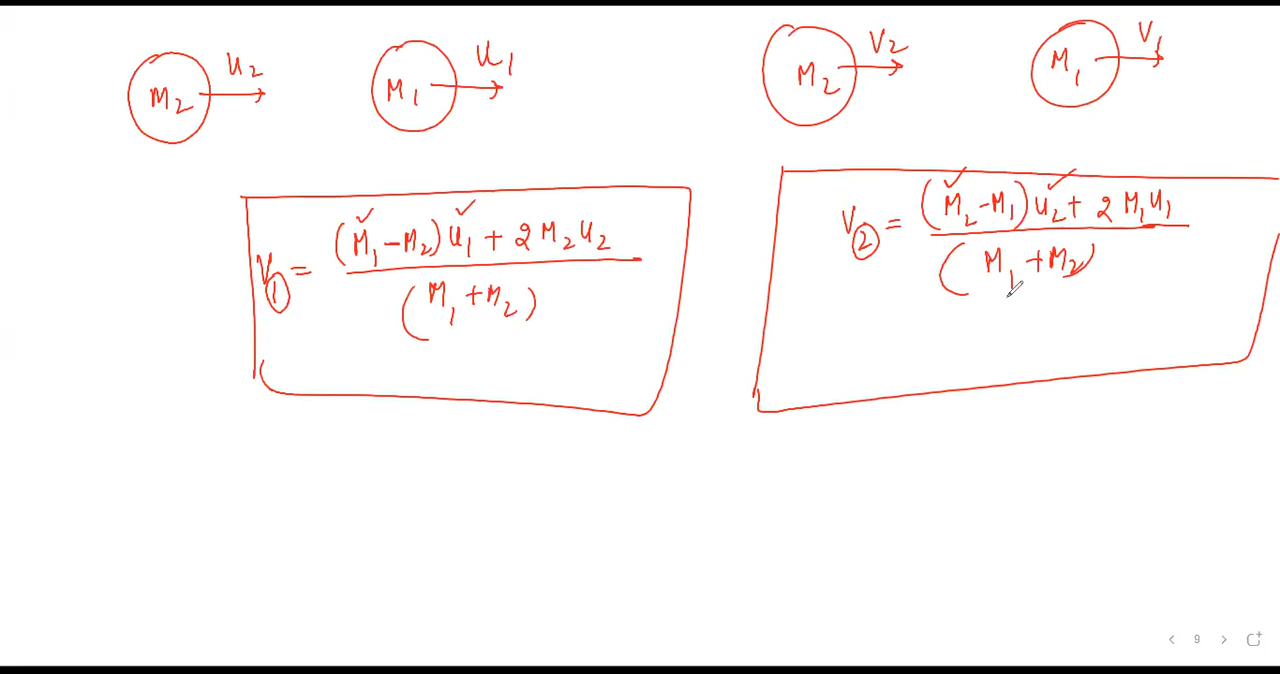 M₂ U₂ M₁ U₁
M₂ V₂ M₁ V₁
V₁ = (M₁ - M₂) U₁ + 2 M₂ U₂
(M₁ + M₂)
V₂ = (M₂ - M₁) U₂ + 2 M₁ U₁
(M₁ + M₂)
< 9 >